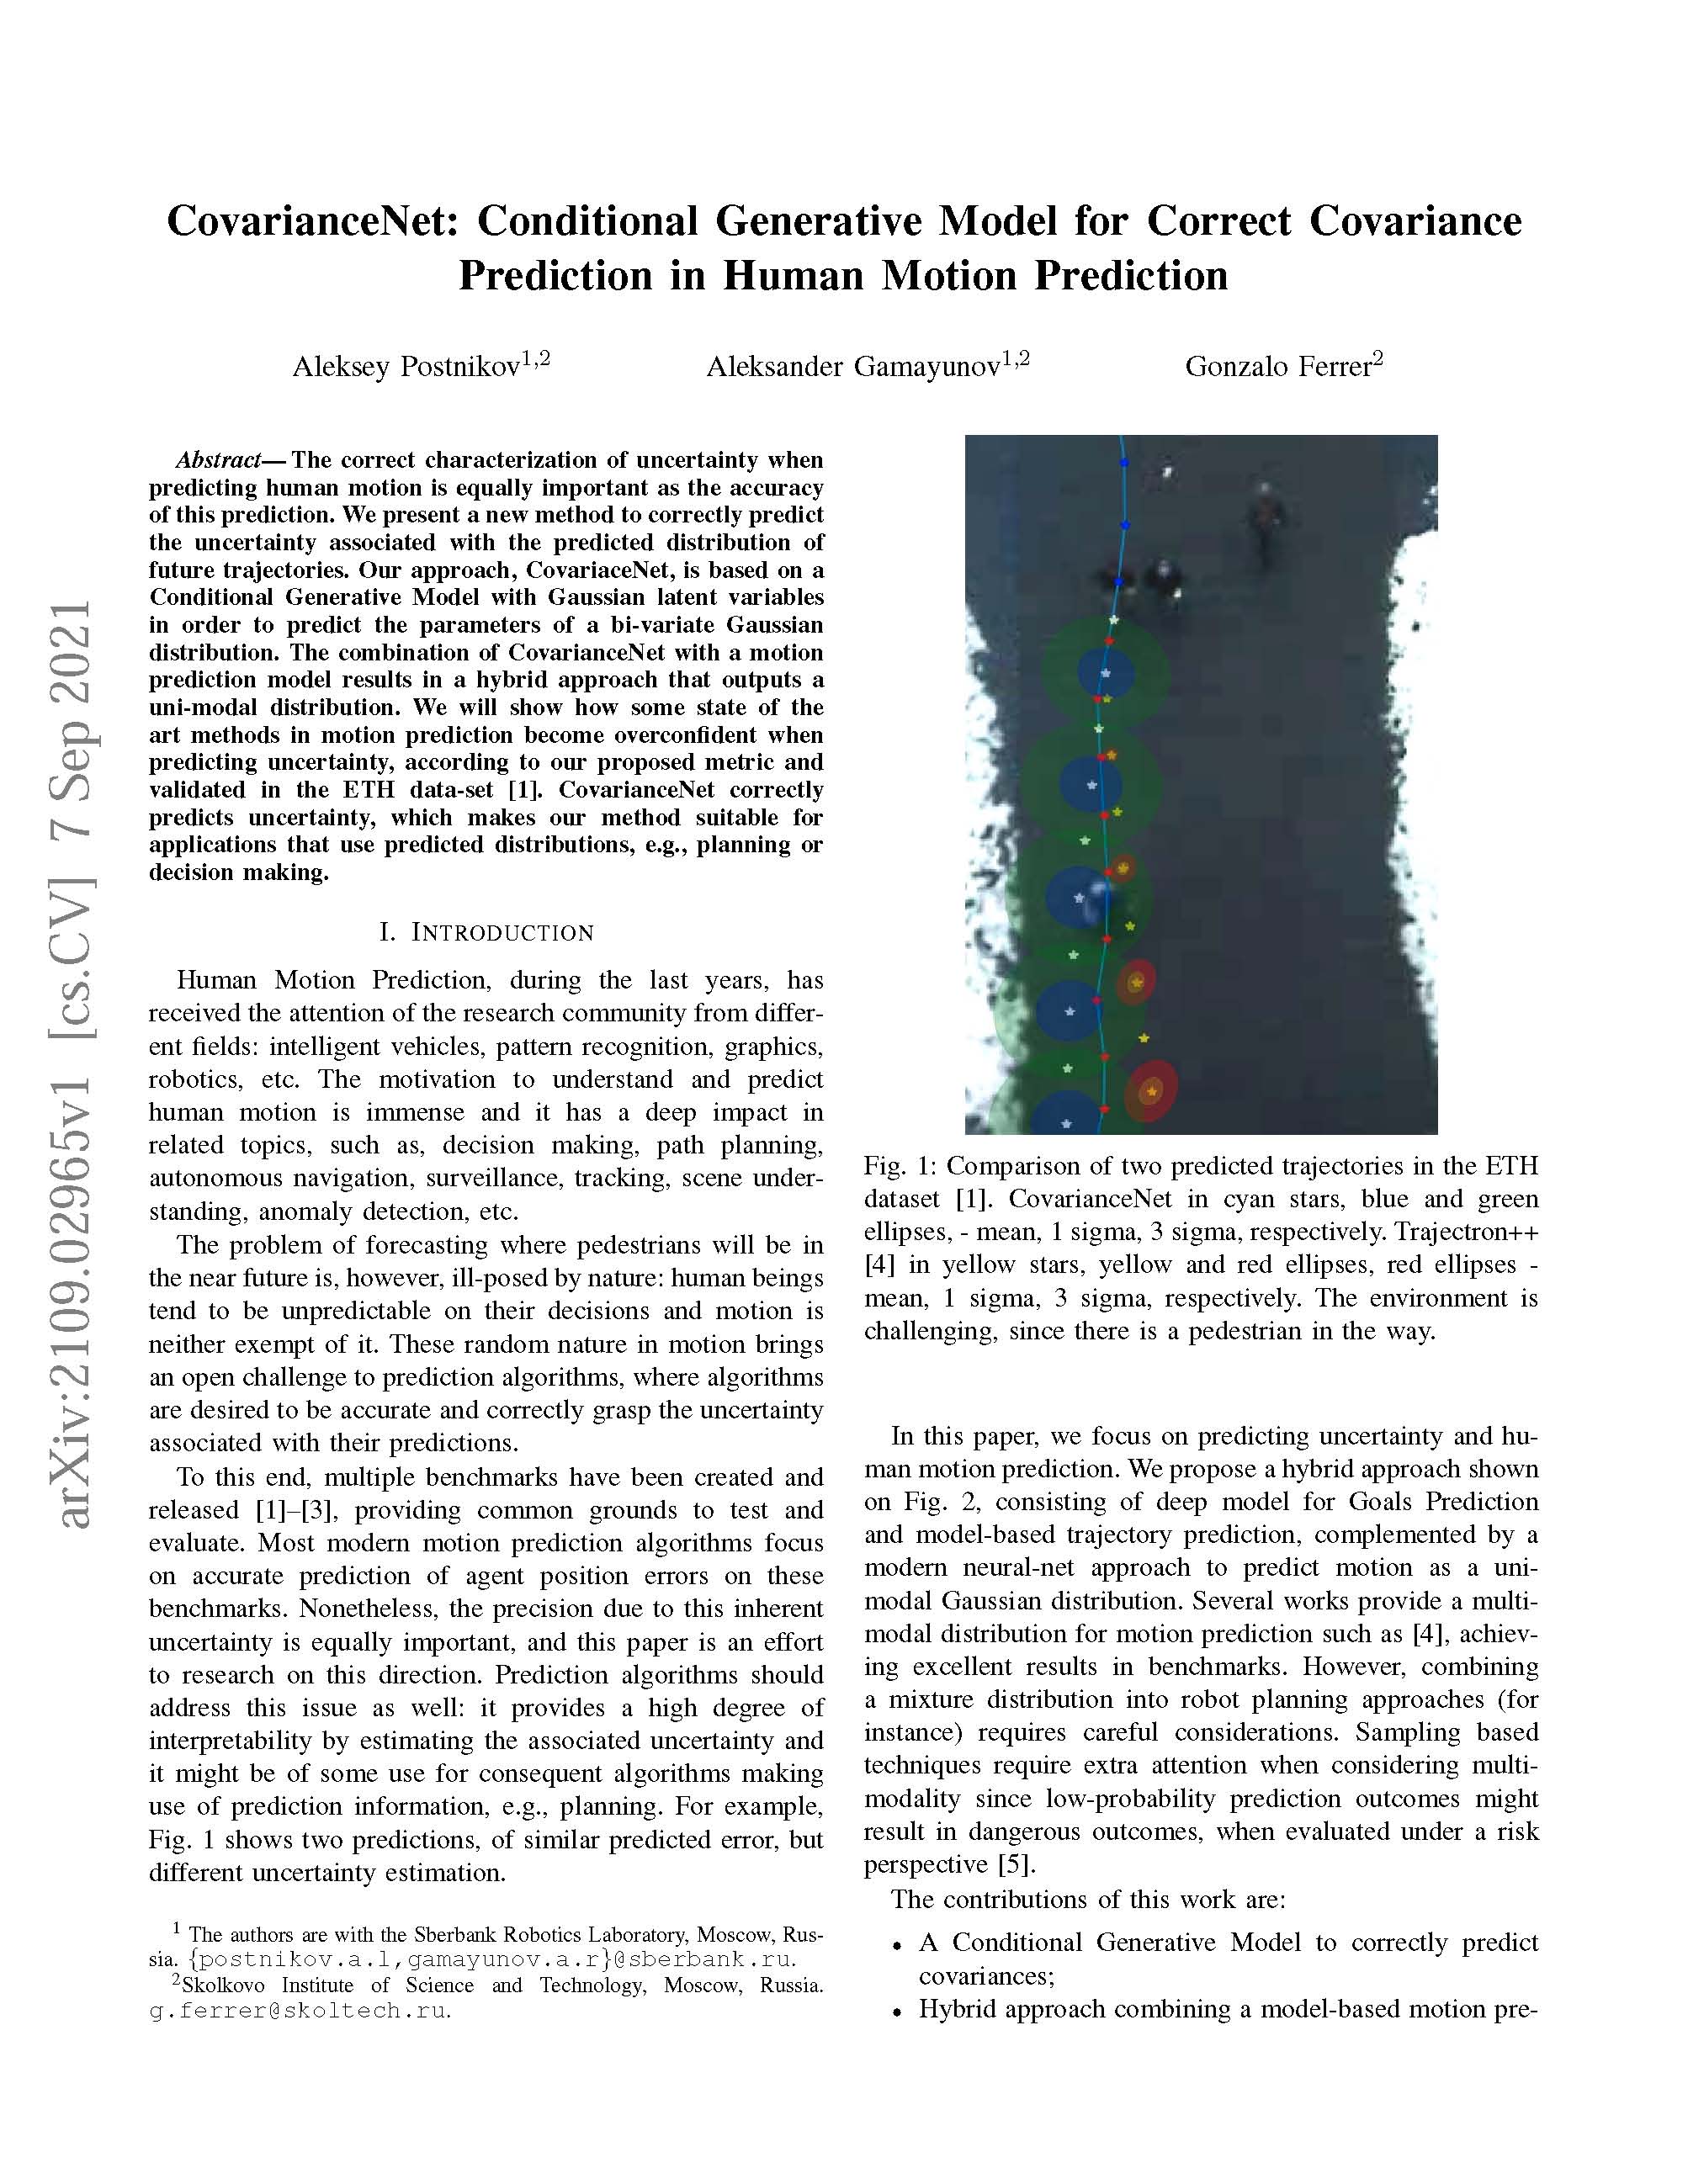 CovarianceNet: Conditional Generative Model for Correct Covariance
Prediction in Human Motion Prediction
Aleksey Postnikov1,2 Aleksander Gamayunov1,2 Gonzalo Ferrer2
Abstract— The correct characterization of uncertainty when
predicting human motion is equally important as the accuracy
of this prediction. We present a new method to correctly predict
the uncertainty associated with the predicted distribution of
future trajectories. Our approach, CovariaceNet, is based on a
Conditional Generative Model with Gaussian latent variables
in order to predict the parameters of a bi-variate Gaussian
distribution. The combination of CovarianceNet with a motion
prediction model results in a hybrid approach that outputs a
uni-modal distribution. We will show how some state of the
art methods in motion prediction become overconfident when
predicting uncertainty, according to our proposed metric and
validated in the ETH data-set [1]. CovarianceNet correctly
predicts uncertainty, which makes our method suitable for
applications that use predicted distributions, e.g., planning or
decision making.
I. INTRODUCTION
Human Motion Prediction, during the last years, has
received the attention of the research community from differ-
ent fields: intelligent vehicles, pattern recognition, graphics,
robotics, etc. The motivation to understand and predict
human motion is immense and it has a deep impact in
related topics, such as, decision making, path planning,
autonomous navigation, surveillance, tracking, scene under-
standing, anomaly detection, etc.
The problem of forecasting where pedestrians will be in
the near future is, however, ill-posed by nature: human beings
tend to be unpredictable on their decisions and motion is
neither exempt of it. These random nature in motion brings
an open challenge to prediction algorithms, where algorithms
are desired to be accurate and correctly grasp the uncertainty
associated with their predictions.
To this end, multiple benchmarks have been created and
released [1]–[3], providing common grounds to test and
evaluate. Most modern motion prediction algorithms focus
on accurate prediction of agent position errors on these
benchmarks. Nonetheless, the precision due to this inherent
uncertainty is equally important, and this paper is an effort
to research on this direction. Prediction algorithms should
address this issue as well: it provides a high degree of
interpretability by estimating the associated uncertainty and
it might be of some use for consequent algorithms making
use of prediction information, e.g., planning. For example,
Fig. 1 shows two predictions, of similar predicted error, but
different uncertainty estimation.
1 The authors are with the Sberbank Robotics Laboratory, Moscow, Rus-
sia. {postnikov.a.l,gamayunov.a.r}@sberbank.ru.
2Skolkovo Institute of Science and Technology, Moscow, Russia.
g.ferrer@skoltech.ru.
Fig. 1: Comparison of two predicted trajectories in the ETH
dataset [1]. CovarianceNet in cyan stars, blue and green
ellipses, - mean, 1 sigma, 3 sigma, respectively. Trajectron++
[4] in yellow stars, yellow and red ellipses, red ellipses -
mean, 1 sigma, 3 sigma, respectively. The environment is
challenging, since there is a pedestrian in the way.
In this paper, we focus on predicting uncertainty and hu-
man motion prediction. We propose a hybrid approach shown
on Fig. 2, consisting of deep model for Goals Prediction
and model-based trajectory prediction, complemented by a
modern neural-net approach to predict motion as a uni-
modal Gaussian distribution. Several works provide a multi-
modal distribution for motion prediction such as [4], achiev-
ing excellent results in benchmarks. However, combining
a mixture distribution into robot planning approaches (for
instance) requires careful considerations. Sampling based
techniques require extra attention when considering multi-
modality since low-probability prediction outcomes might
result in dangerous outcomes, when evaluated under a risk
perspective [5].
The contributions of this work are:
• A Conditional Generative Model to correctly predict
covariances;
• Hybrid approach combining a model-based motion pre-
arXiv:2109.02965v1 [cs.CV] 7 Sep 2021